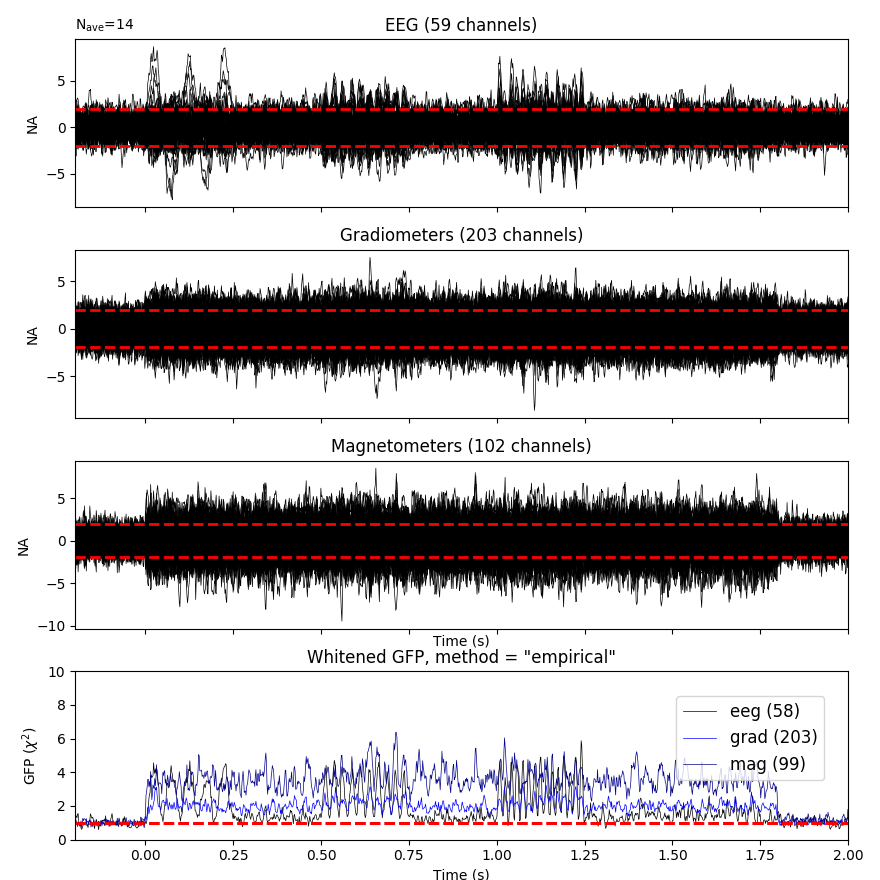 Nave=14
EEG (59 channels)
5
0
−5
NA
Gradiometers (203 channels)
5
0
−5
NA
Magnetometers (102 channels)
5
0
−5
−10
NA
Time (s)
Whitened GFP, method = "empirical"
10
8
6
4
2
0
GFP (χ²)
eeg (58)
grad (203)
mag (99)
0.00 0.25 0.50 0.75 1.00 1.25 1.50 1.75 2.00
Time (s)